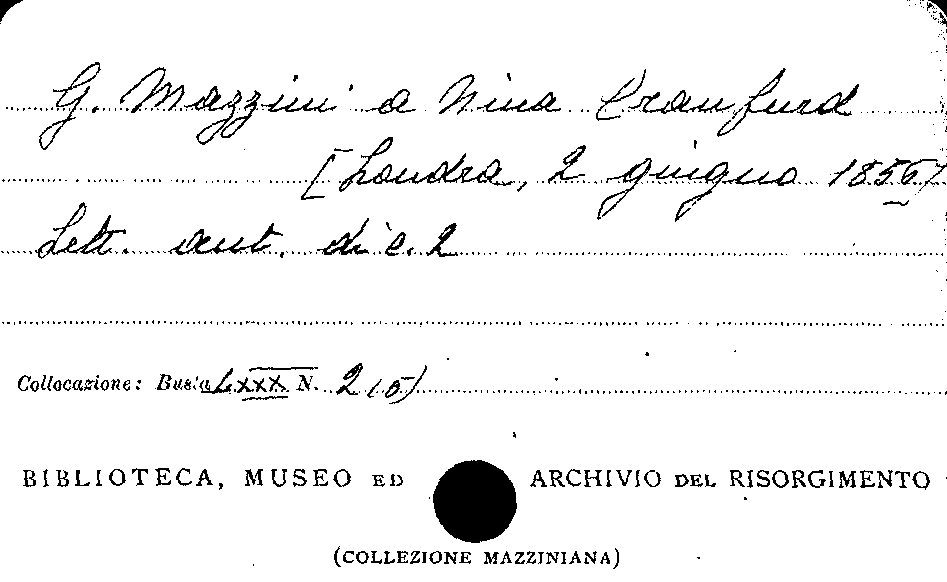 G. Mazzini a Nina Craufurd
[Londra, 2 giugno 1856]
Lett. aut. di c. 2
Collocazione: Busta LXXX N. 2 (5)
BIBLIOTECA, MUSEO ED ARCHIVIO DEL RISORGIMENTO
(COLLEZIONE MAZZINIANA)